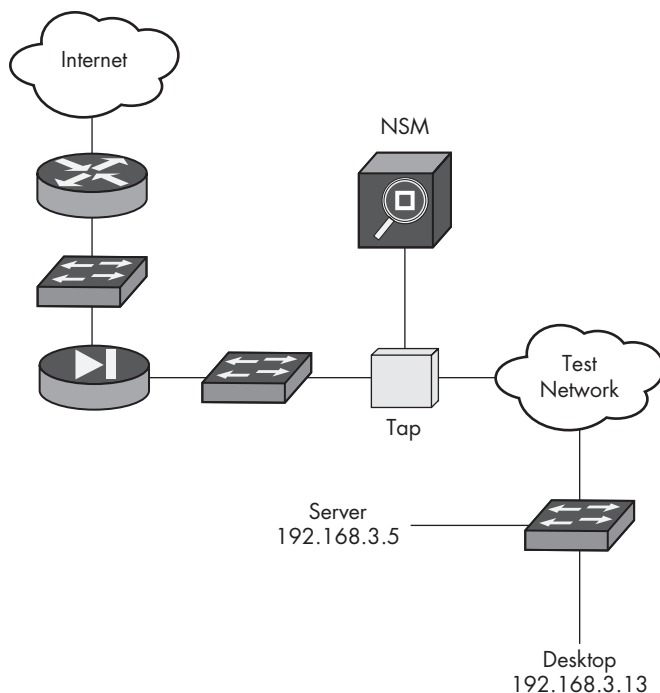 Internet
NSM
Test
Network
Tap
Server
192.168.3.5
Desktop
192.168.3.13